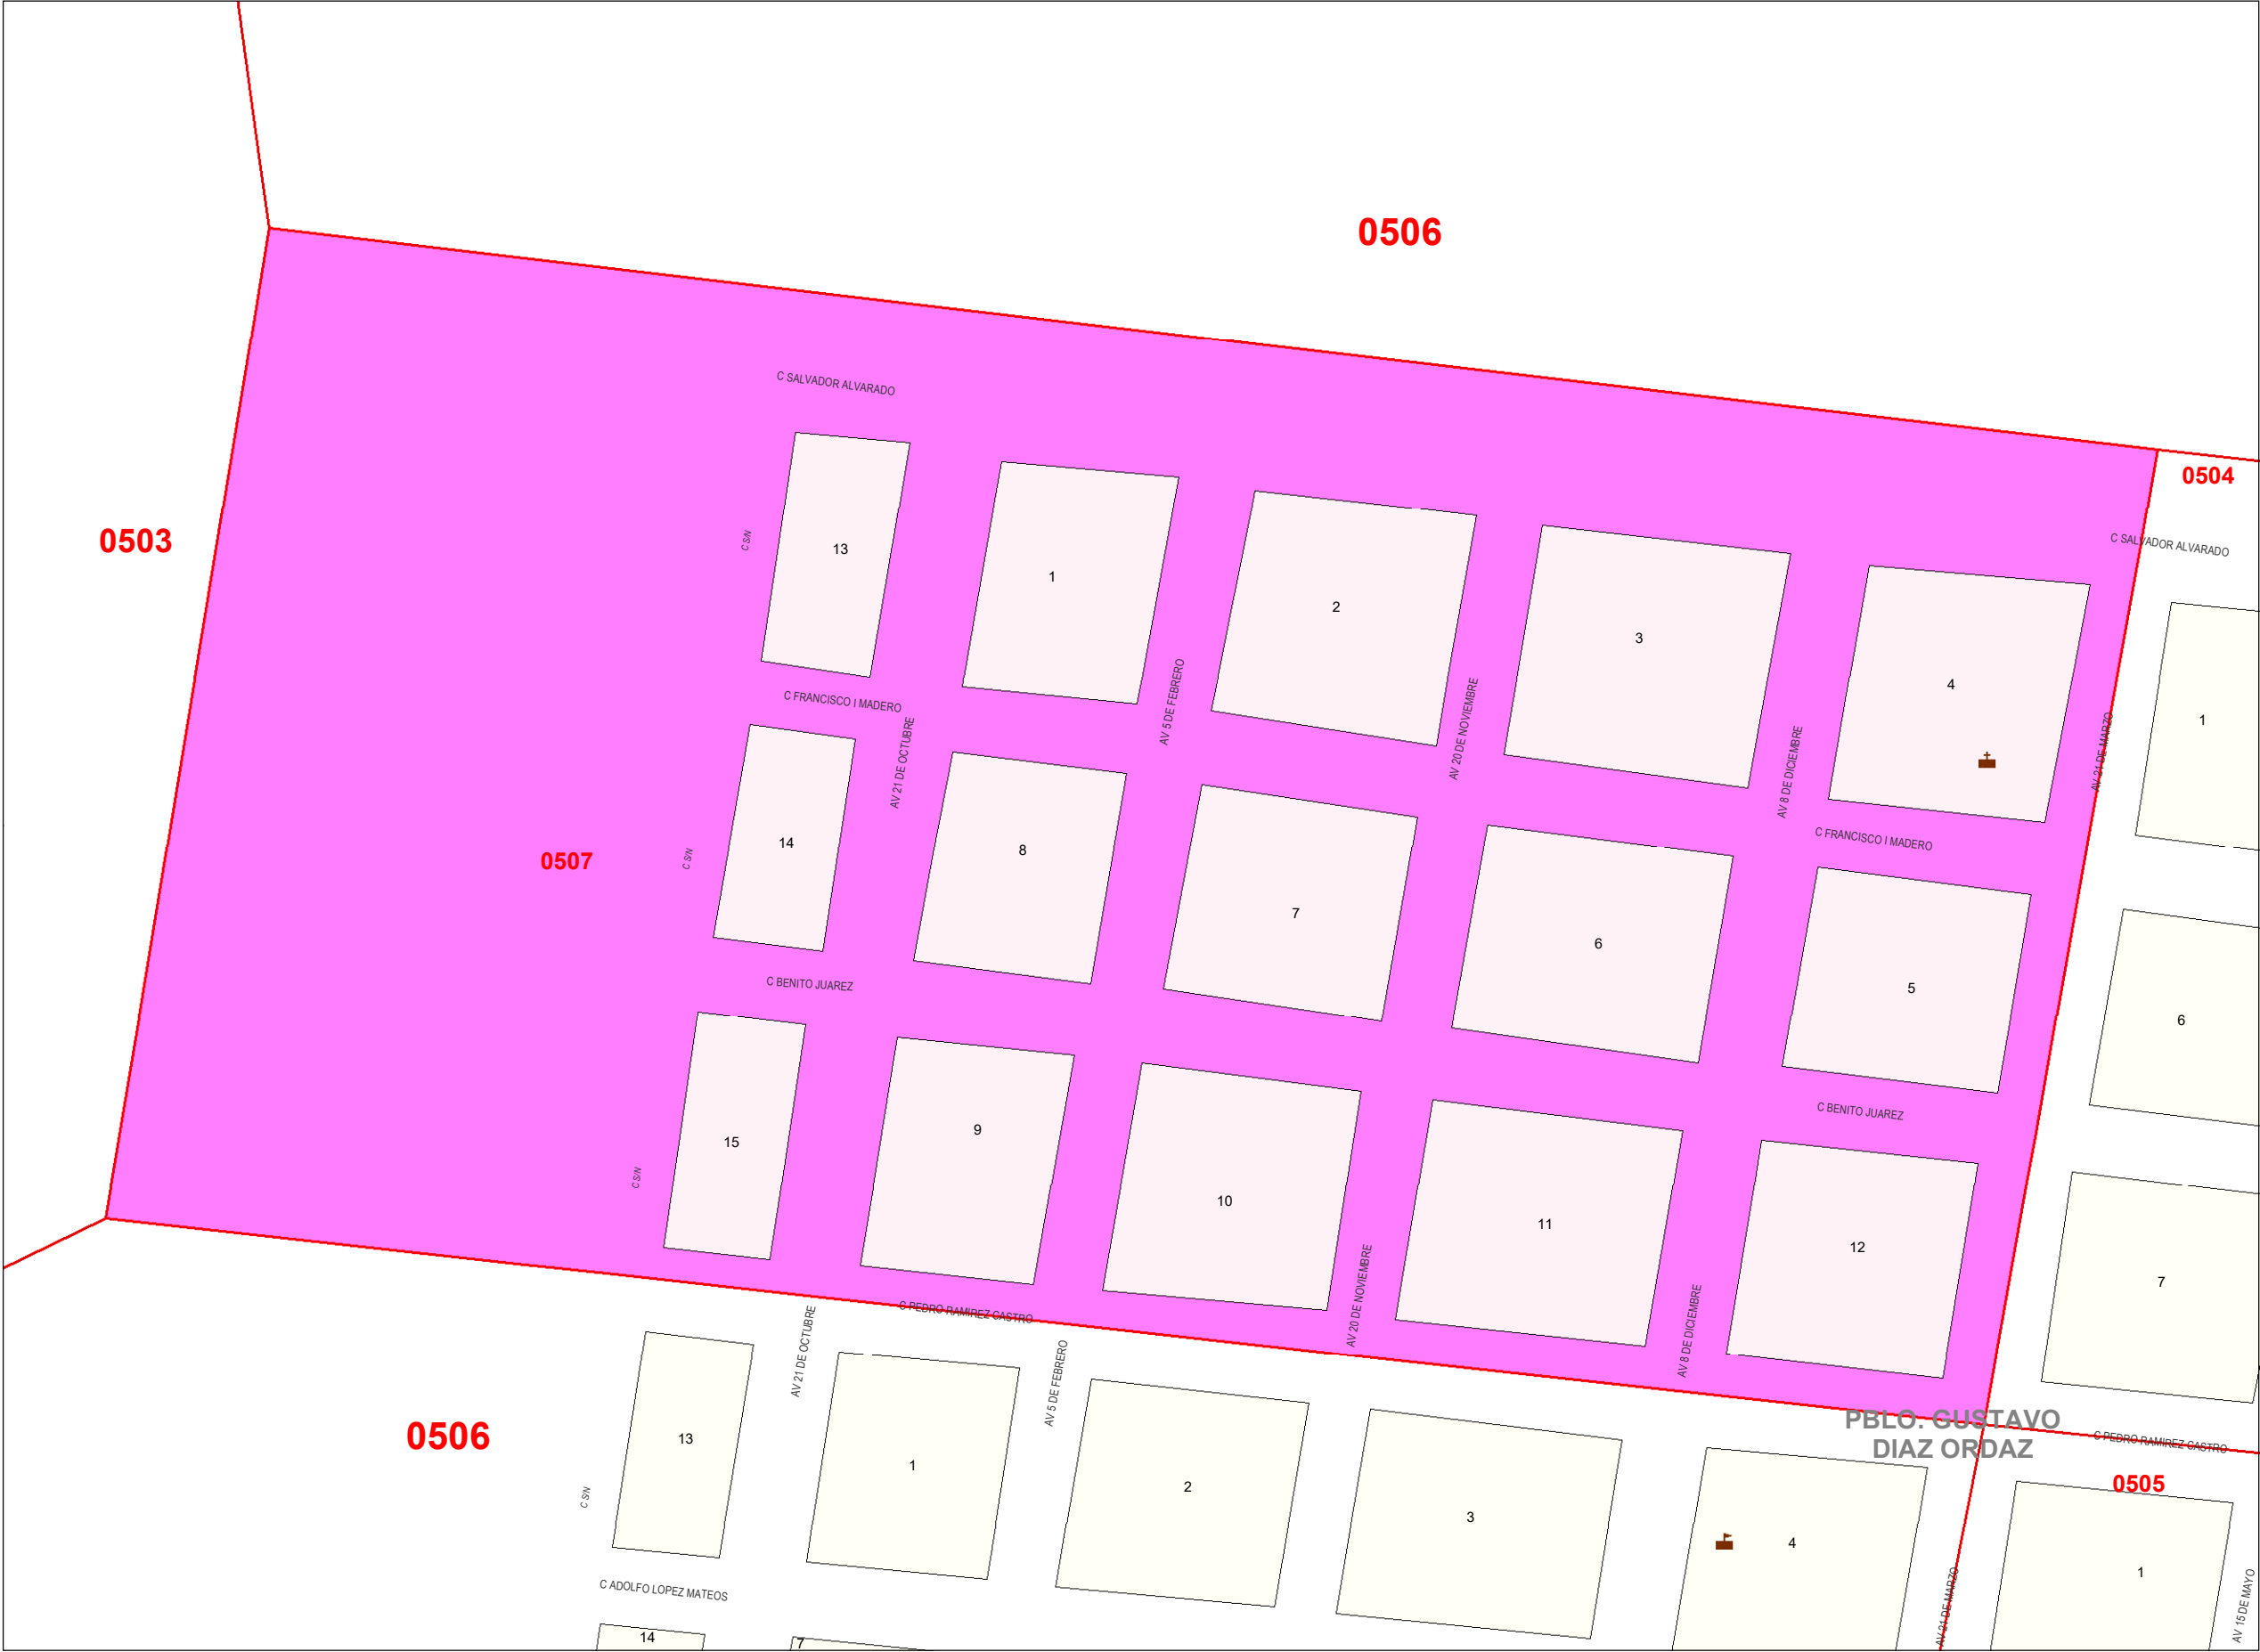 0506
C SALVADOR ALVARADO
0504
0503
C S/N
13
1
2
3
4
C SALVADOR ALVARADO
1
C FRANCISCO I MADERO
AV 21 DE OCTUBRE
AV 5 DE FEBRERO
AV 20 DE NOVIEMBRE
AV 8 DE DICIEMBRE
AV 21 DE MARZO
C FRANCISCO I MADERO
0507
C S/N
14
8
7
6
5
6
C BENITO JUAREZ
C BENITO JUAREZ
C S/N
15
9
10
11
12
7
C PEDRO RAMIREZ CASTRO
AV 21 DE OCTUBRE
AV 5 DE FEBRERO
AV 20 DE NOVIEMBRE
AV 8 DE DICIEMBRE
PBLO. GUSTAVO
DIAZ ORDAZ
C PEDRO RAMIREZ CASTRO
0506
0505
C S/N
13
1
2
3
4
1
C ADOLFO LOPEZ MATEOS
AV 21 DE MARZO
AV 15 DE MAYO
14
7